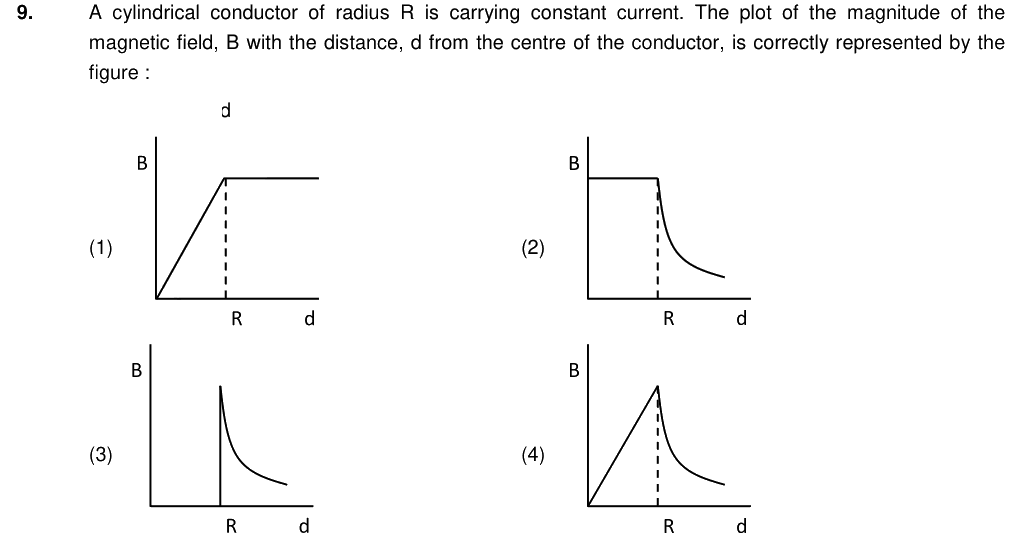 9. A cylindrical conductor of radius R is carrying constant current. The plot of the magnitude of the
magnetic field, B with the distance, d from the centre of the conductor, is correctly represented by the
figure :
d
B
B
(1)
(2)
R d
R d
B
B
(3)
(4)
R d
R d